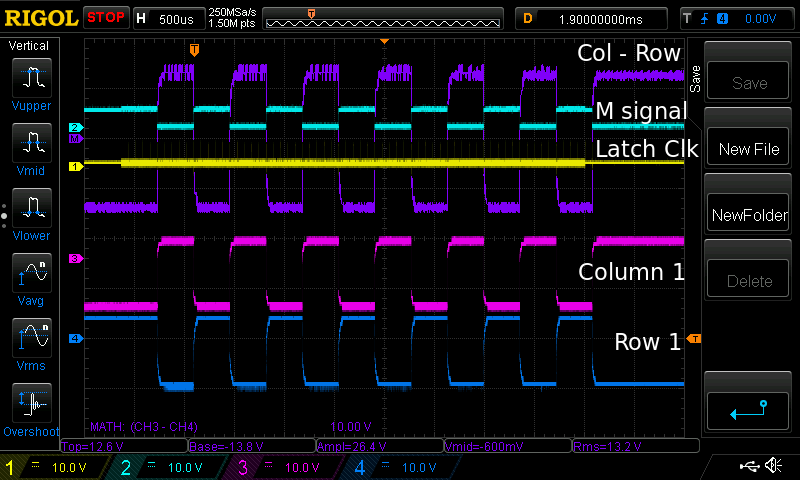 RIGOL STOP H 500us 250MSa/s 1.50M pts T D 1.90000000ms T 4 0.00V
Vertical
Vupper
Vmid
Vlower
Vavg
Vrms
Overshoot
T
Col - Row
2
M signal
M
Latch Clk
1
3
Column 1
4
Row 1
T
MATH: (CH3 - CH4) 10.00 V
Top=12.6 V Base=-13.8 V Ampl=26.4 V Vmid=-600mV Rms=13.2 V
1 10.0 V 2 10.0 V 3 10.0 V 4 10.0 V
Save
Save
New File
NewFolder
Delete